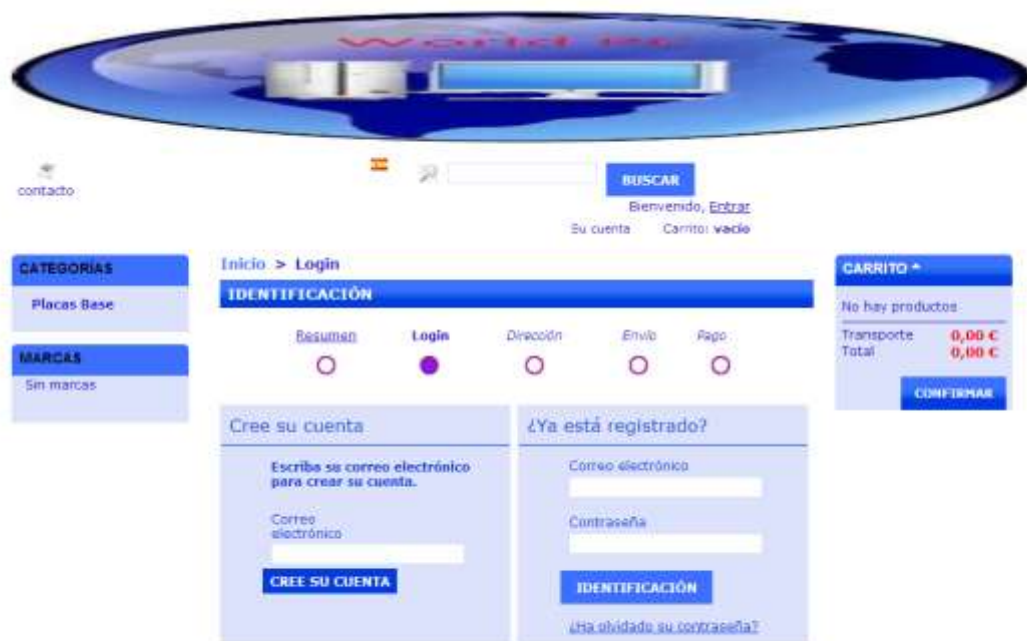 World PC
contacto
BUSCAR
Bienvenido, Entrar
Su cuenta Carrito: vacío
CATEGORÍAS
Placas Base
MARCAS
Sin marcas
Inicio > Login
IDENTIFICACIÓN
Resumen Login Dirección Envío Pago
Cree su cuenta
Escriba su correo electrónico
para crear su cuenta.
Correo
electrónico
CREE SU CUENTA
¿Ya está registrado?
Correo electrónico
Contraseña
IDENTIFICACIÓN
¿Ha olvidado su contraseña?
CARRITO
No hay productos
Transporte 0,00 €
Total 0,00 €
CONFIRMAR